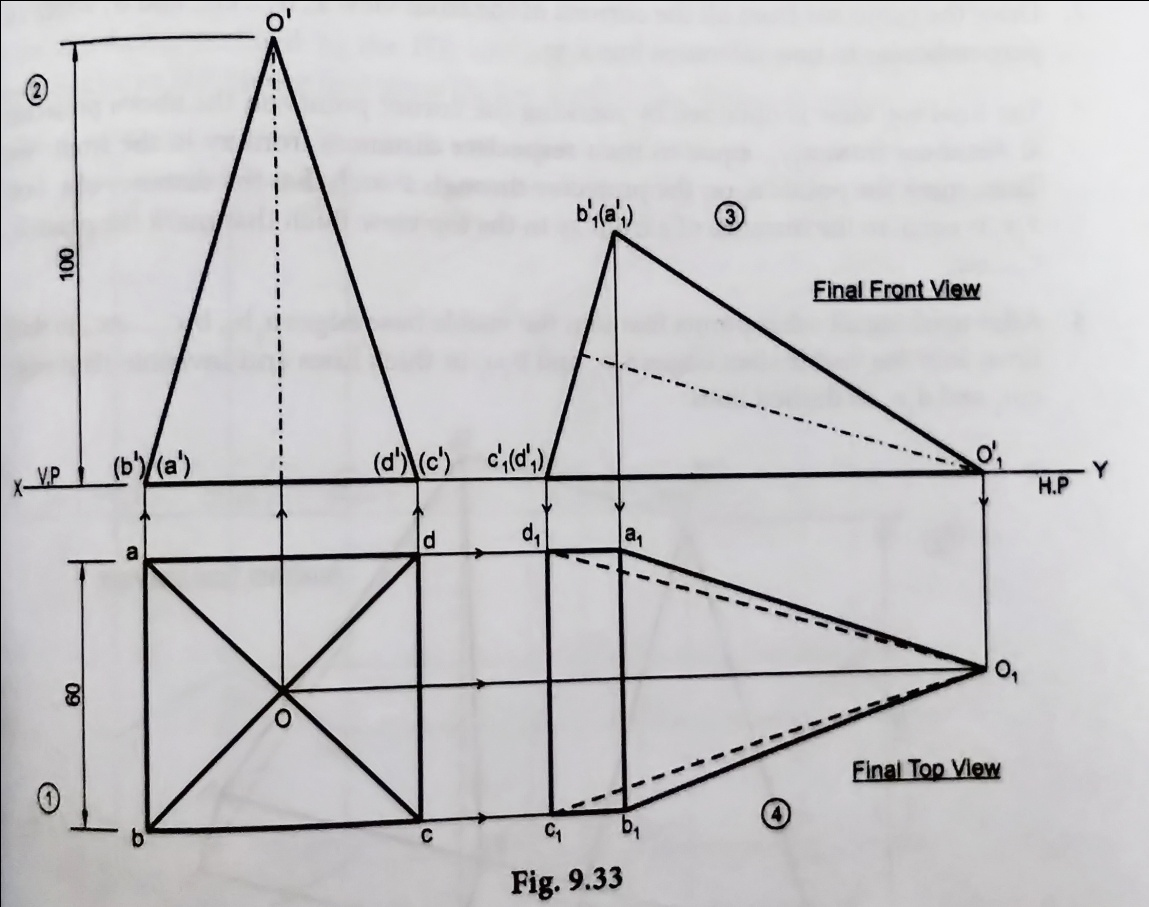 O'
②
100
b'₁(a'₁)
③
Final Front View
X V.P
(b') (a')
(d') (c')
c'₁(d'₁)
O'₁
H.P
Y
a
d
d₁
a₁
60
O
O₁
Final Top View
①
b
c
c₁
b₁
④
Fig. 9.33